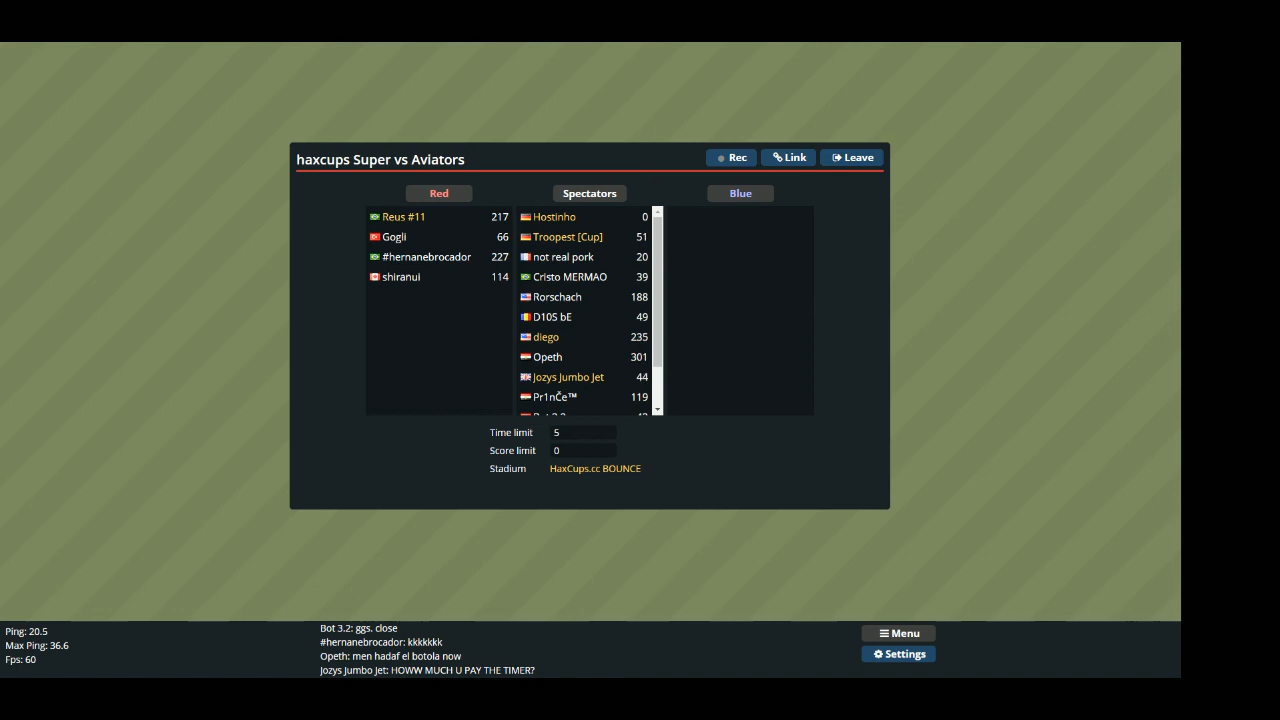 haxcups Super vs Aviators
Rec
Link
Leave
Red
Spectators
Blue
Reus #11 217
Gogli 66
#hernanebrocador 227
shiranui 114
Hostinho 0
Troopest [Cup] 51
not real pork 20
Cristo MERMAO 39
Rorschach 188
D10S bE 49
diego 235
Opeth 301
Jozys Jumbo Jet 44
Pr1nČe™ 119
Time limit 5
Score limit 0
Stadium HaxCups.cc BOUNCE
Ping: 20.5
Max Ping: 36.6
Fps: 60
Bot 3.2: ggs. close
#hernanebrocador: kkkkkkk
Opeth: men hadaf el botola now
Jozys Jumbo Jet: HOWW MUCH U PAY THE TIMER?
Menu
Settings